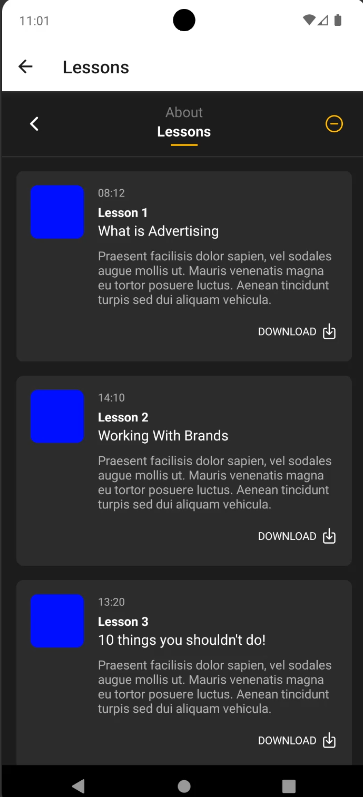 11:01
Lessons
About
Lessons
08:12
Lesson 1
What is Advertising
Praesent facilisis dolor sapien, vel sodales
augue mollis ut. Mauris venenatis magna
eu tortor posuere luctus. Aenean tincidunt
turpis sed dui aliquam vehicula.
DOWNLOAD
14:10
Lesson 2
Working With Brands
Praesent facilisis dolor sapien, vel sodales
augue mollis ut. Mauris venenatis magna
eu tortor posuere luctus. Aenean tincidunt
turpis sed dui aliquam vehicula.
DOWNLOAD
13:20
Lesson 3
10 things you shouldn't do!
Praesent facilisis dolor sapien, vel sodales
augue mollis ut. Mauris venenatis magna
eu tortor posuere luctus. Aenean tincidunt
turpis sed dui aliquam vehicula.
DOWNLOAD